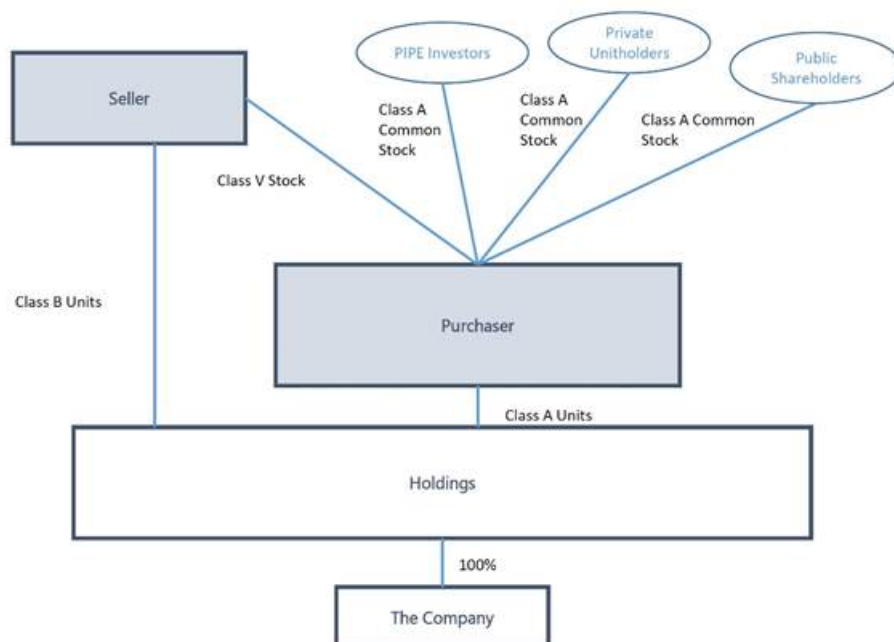 Seller
PIPE Investors
Private
Unitholders
Public
Shareholders
Class A
Common
Stock
Class A
Common
Stock
Class A Common
Stock
Class V Stock
Class B Units
Purchaser
Class A Units
Holdings
100%
The Company